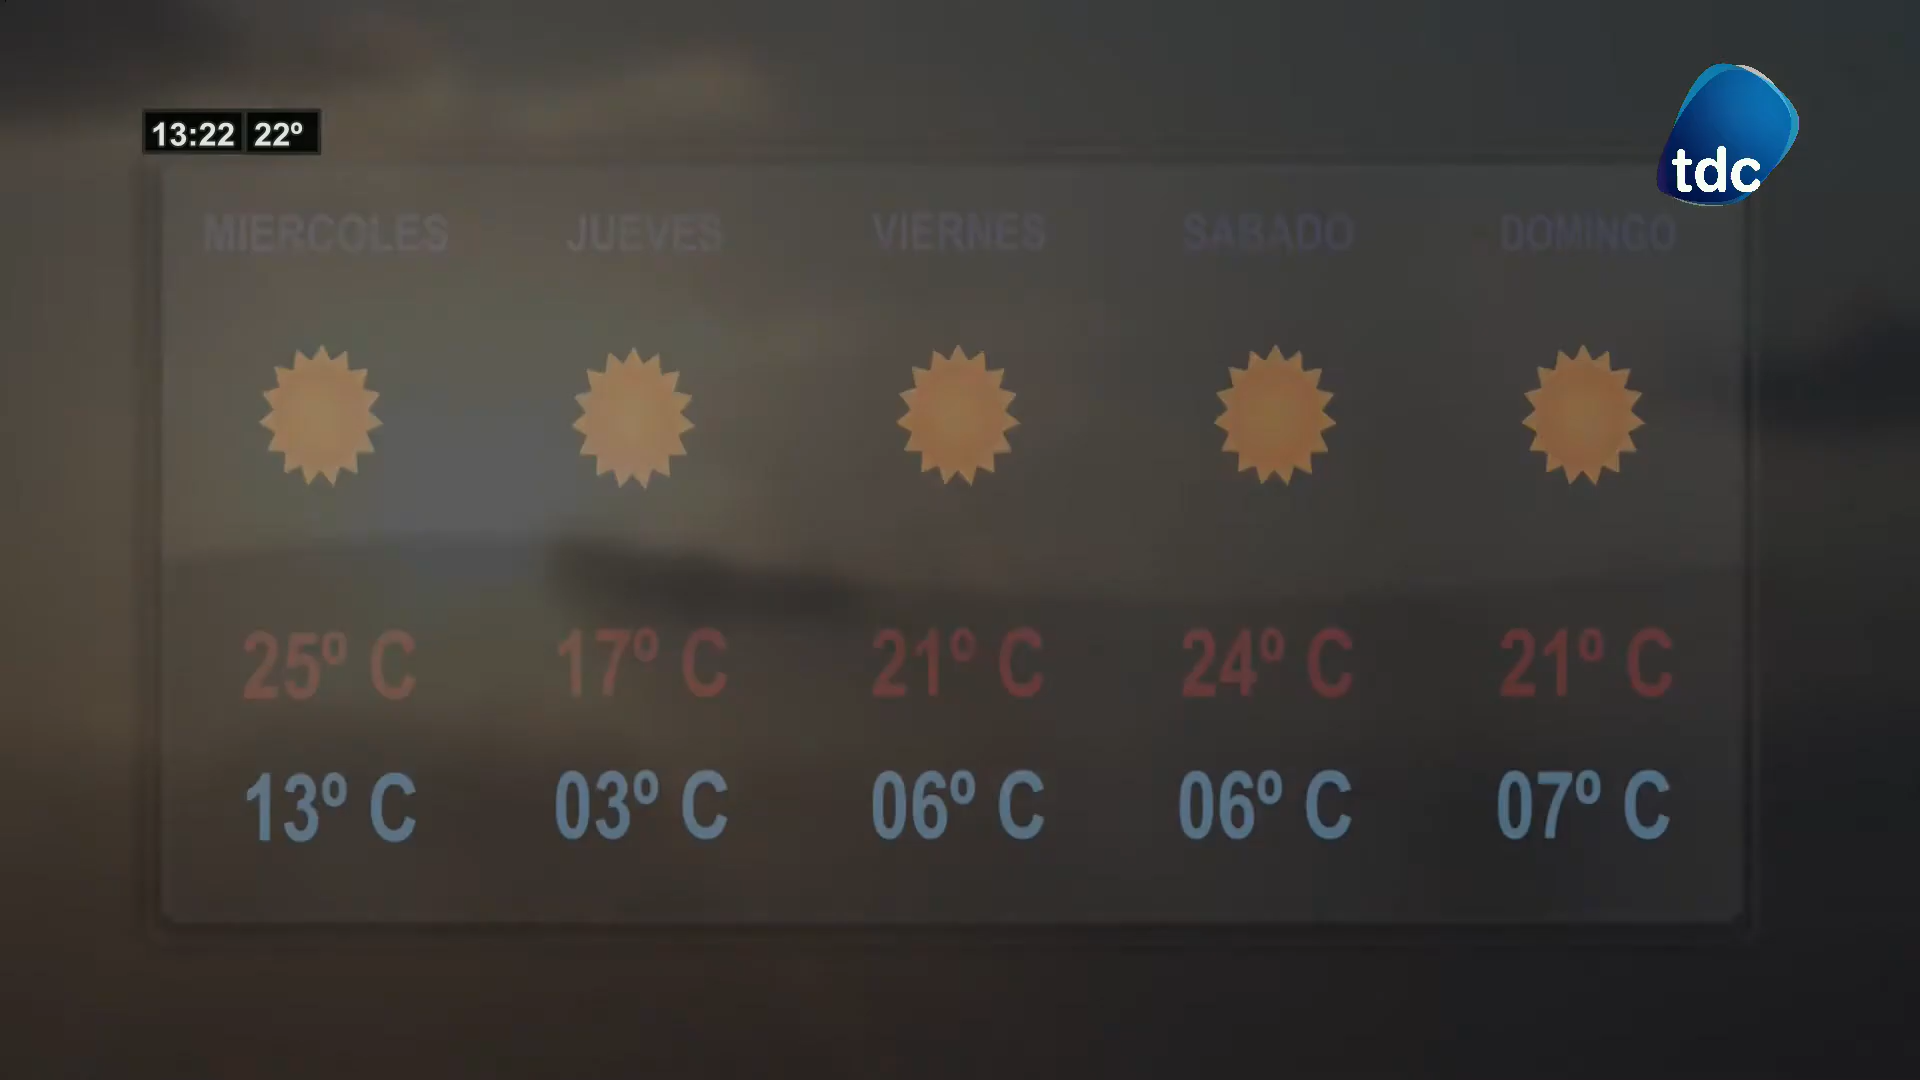 13:22 22º
tdc
MIERCOLES JUEVES VIERNES SABADO DOMINGO
25º C 17º C 21º C 24º C 21º C
13º C 03º C 06º C 06º C 07º C